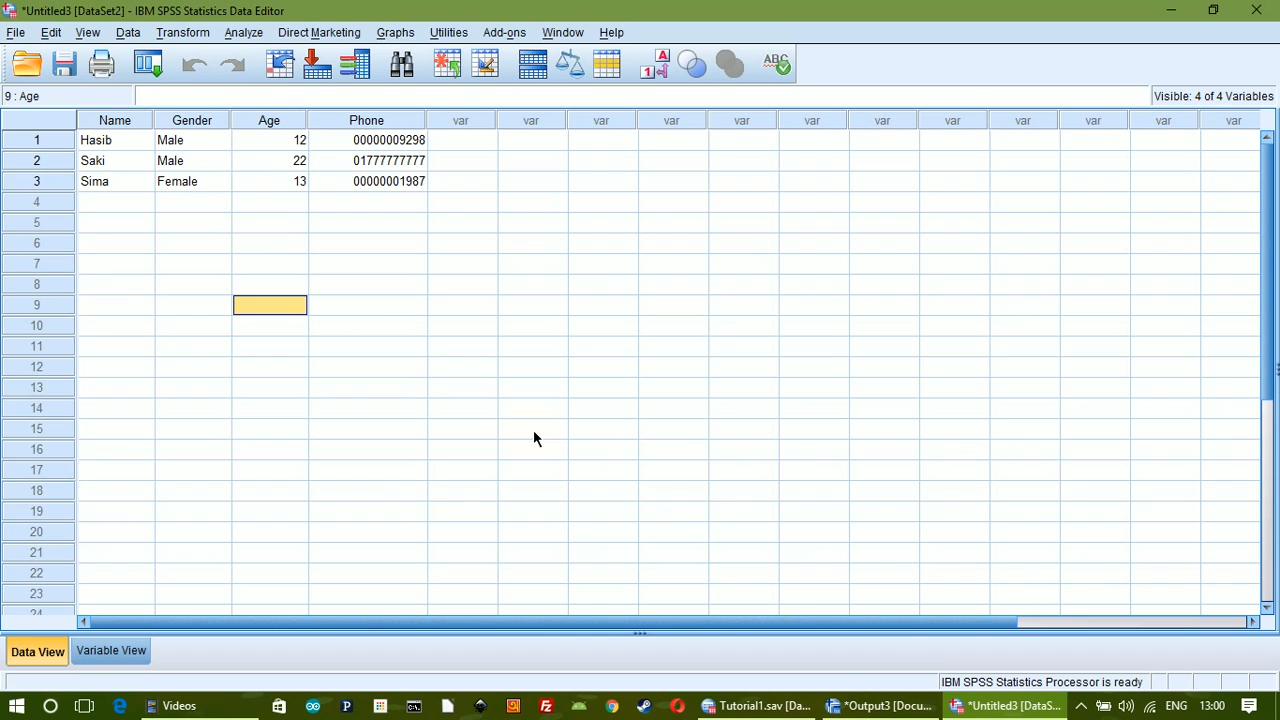 *Untitled3 [DataSet2] - IBM SPSS Statistics Data Editor
File Edit View Data Transform Analyze Direct Marketing Graphs Utilities Add-ons Window Help
9 : Age Visible: 4 of 4 Variables
Name Gender Age Phone var var var var var var var var var var var var
1 Hasib Male 12 00000009298
2 Saki Male 22 01777777777
3 Sima Female 13 00000001987
4
5
6
7
8
9
10
11
12
13
14
15
16
17
18
19
20
21
22
23
24
Data View Variable View
IBM SPSS Statistics Processor is ready
Videos Tutorial1.sav [Da... *Output3 [Docu... *Untitled3 [DataS... ENG 13:00